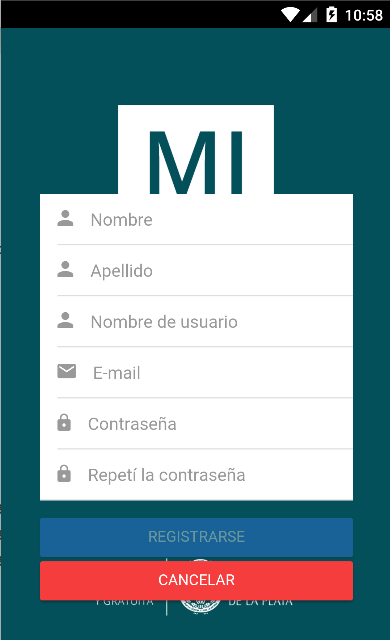 10:58
MI
Nombre
Apellido
Nombre de usuario
E-mail
Contraseña
Repetí la contraseña
REGISTRARSE
CANCELAR
Y GRATUITA
DE LA PLATA